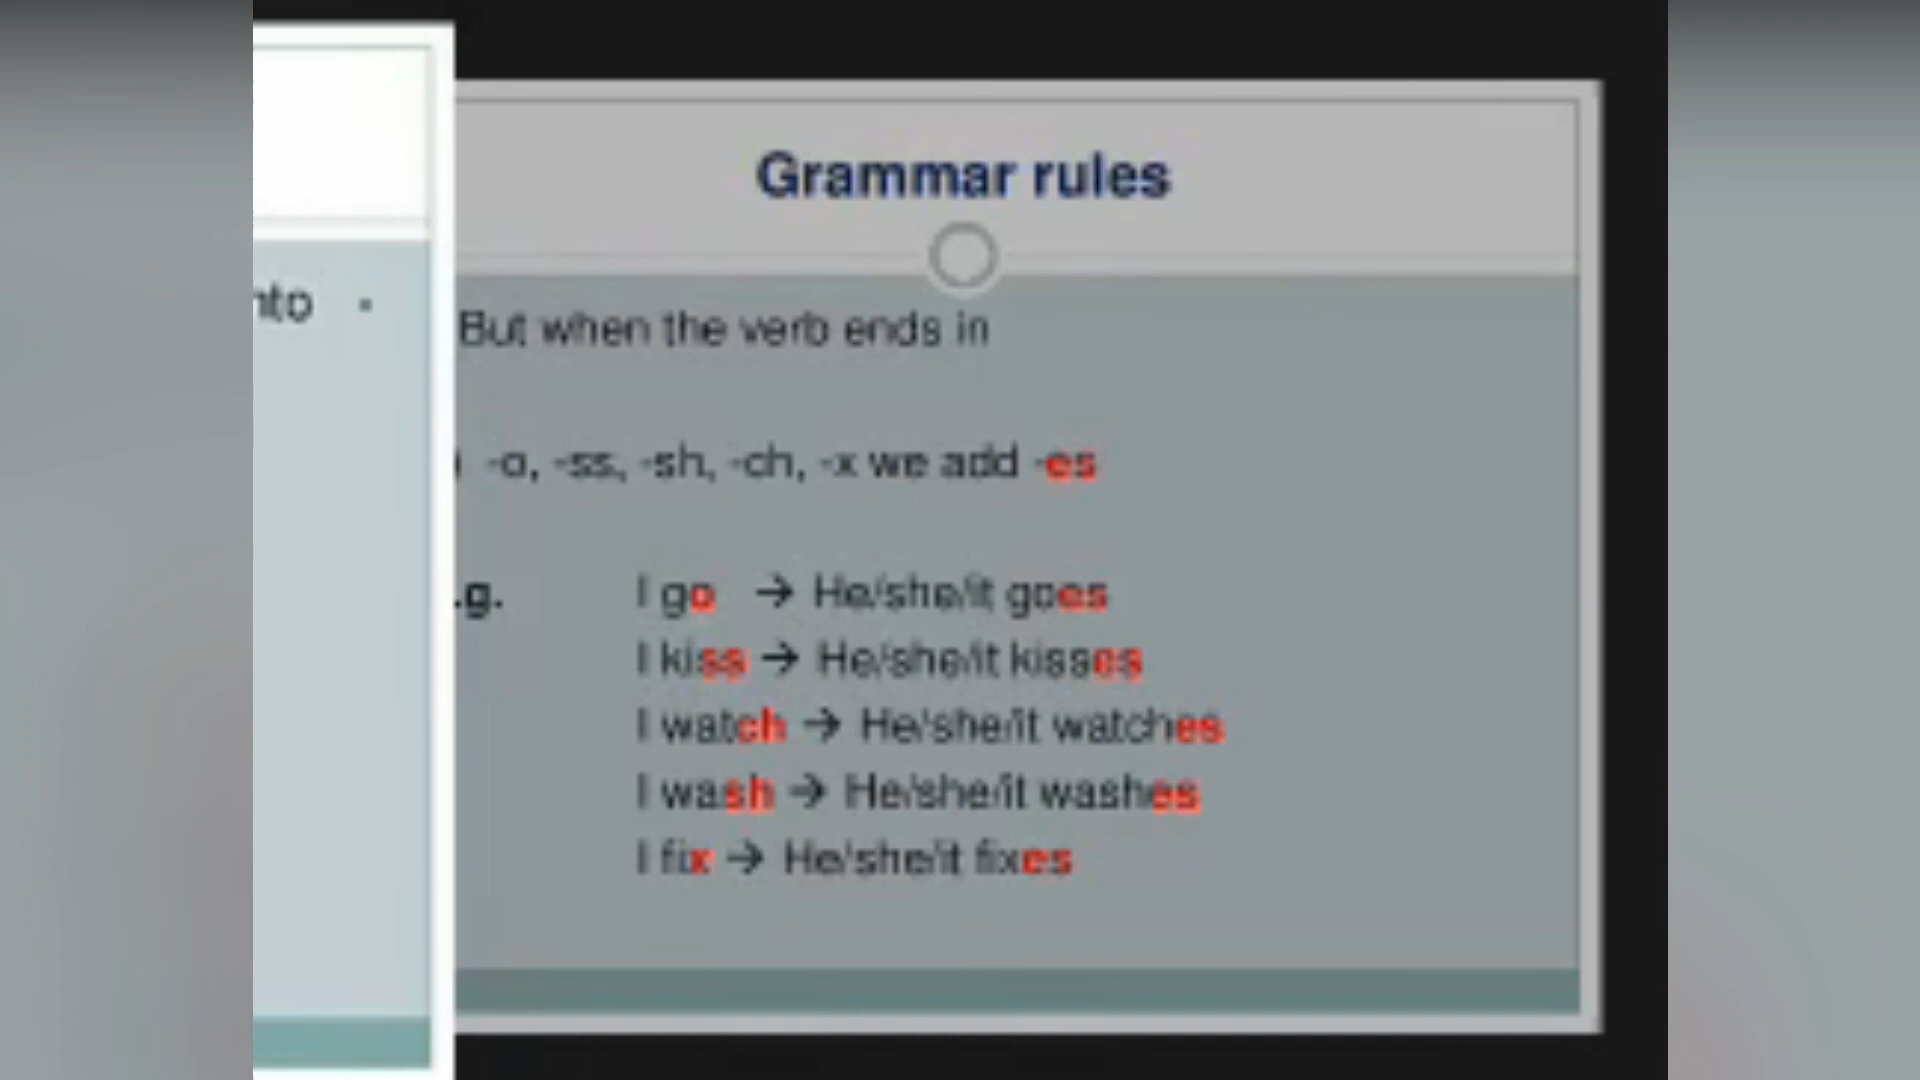 nto -
Grammar rules
But when the verb ends in
-o, -ss, -sh, -ch, -x we add -es
.g.
I go → He/she/it goes
I kiss → He/she/it kisses
I watch → He/she/it watches
I wash → He/she/it washes
I fix → He/she/it fixes